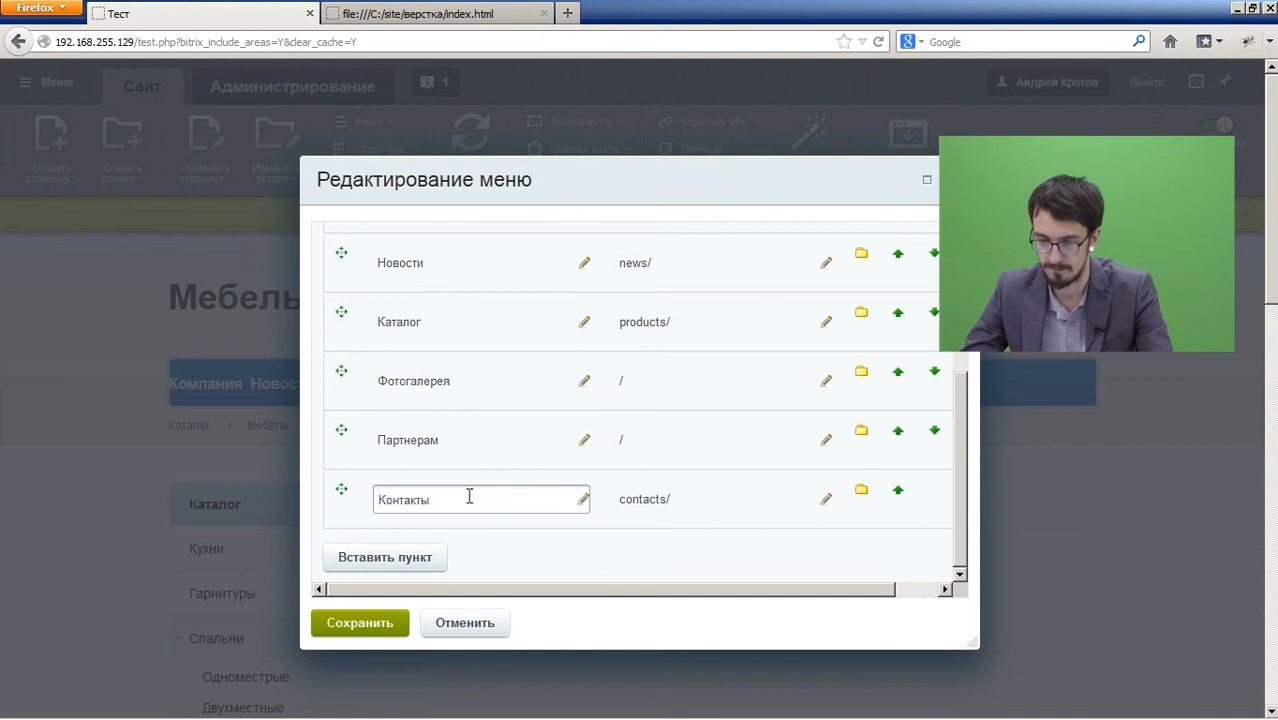 Firefox
Тест
file:///C:/site/верстка/index.html
192.168.255.129/test.php?bitrix_include_areas=Y&clear_cache=Y
Google
Меню
Сайт
Администрирование
1
Андрей Кротов
Выйти
Создать страницу
Создать раздел
Изменить страницу
Изменить раздел
Меню
Структура
Компоненты
Шаблон сайта
Короткий URL
Стикеры
Редактирование меню
Мебель
Новости
news/
Каталог
products/
Фотогалерея
/
Компания Новос
Каталог
Мебель
Партнерам
/
Контакты
contacts/
Каталог
Кухни
Вставить пункт
Гарнитуры
Сохранить
Отменить
Спальни
Одноместные
Двухместные